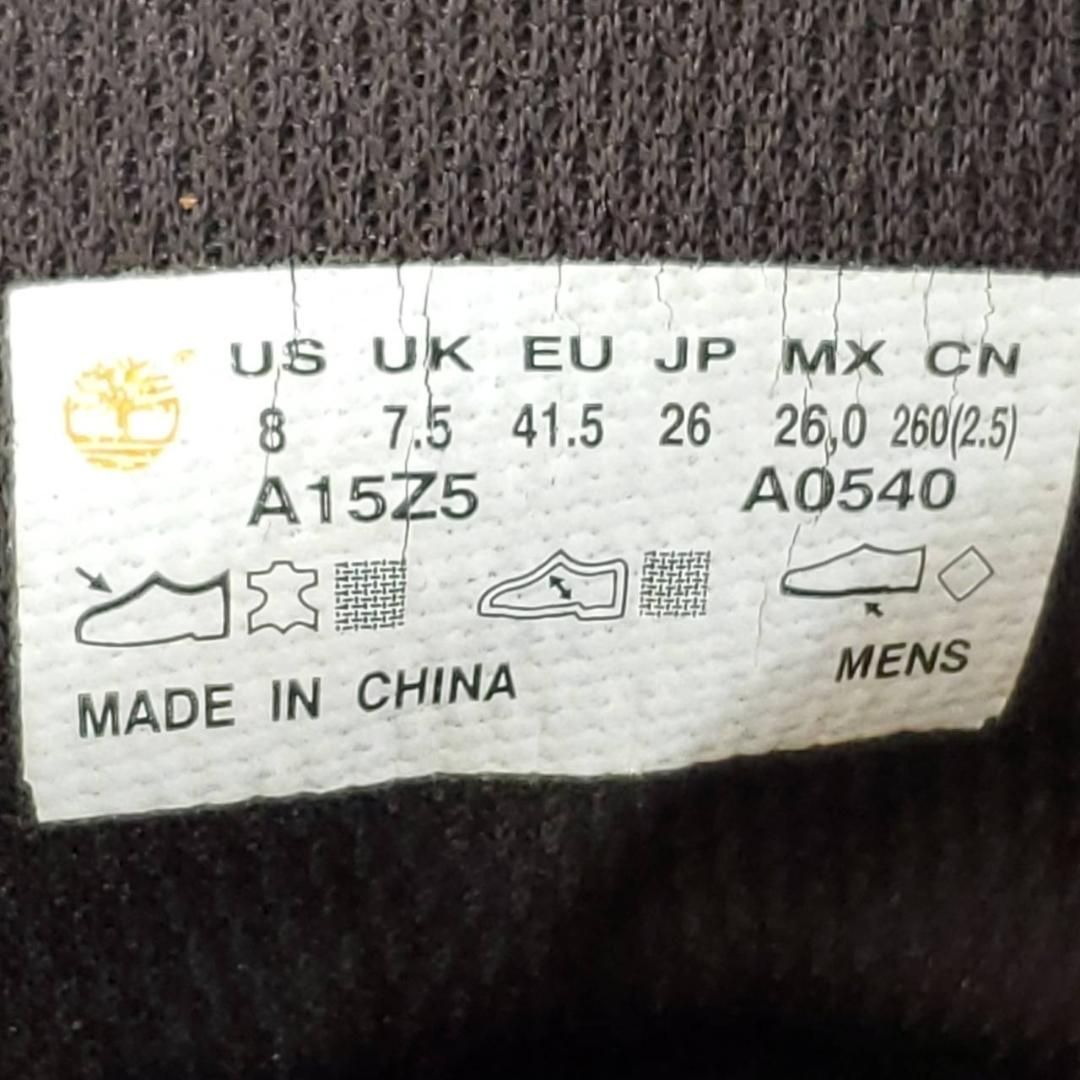 US UK EU JP MX CN
8 7.5 41.5 26 26,0 260(2.5)
A15Z5 A0540
MENS
MADE IN CHINA